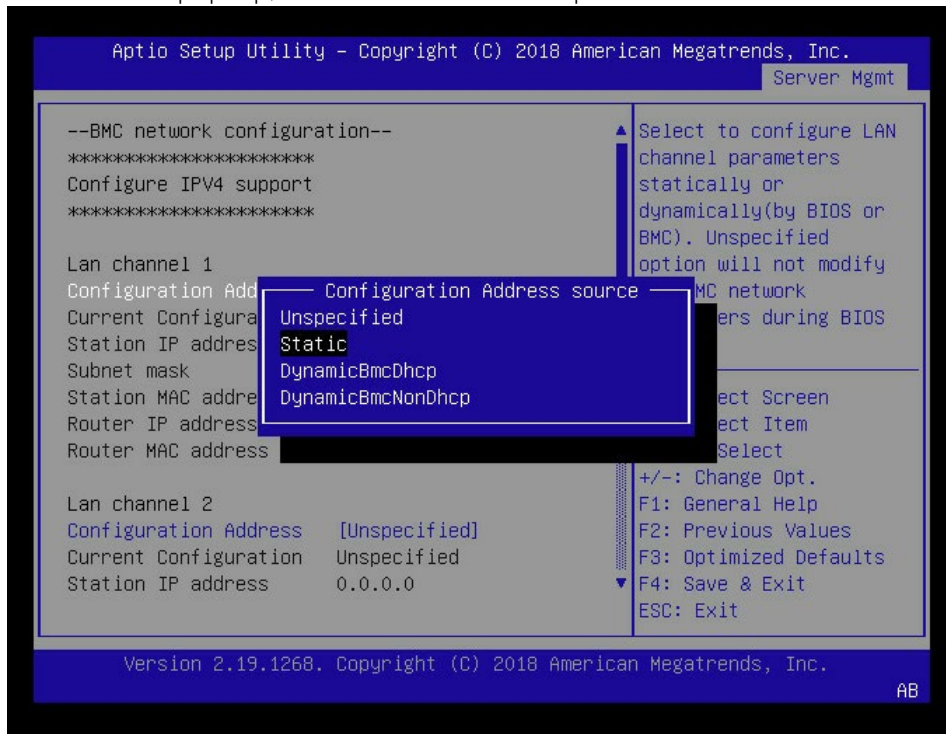 Aptio Setup Utility – Copyright (C) 2018 American Megatrends, Inc.
Server Mgmt
--BMC network configuration--
***********************
Configure IPV4 support
***********************
Lan channel 1
Configuration Add
Current Configura
Station IP addres
Subnet mask
Station MAC addre
Router IP address
Router MAC address
Lan channel 2
Configuration Address [Unspecified]
Current Configuration Unspecified
Station IP address 0.0.0.0
Configuration Address source
Unspecified
Static
DynamicBmcDhcp
DynamicBmcNonDhcp
Select to configure LAN
channel parameters
statically or
dynamically(by BIOS or
BMC). Unspecified
option will not modify
MC network
ers during BIOS
ect Screen
ect Item
Select
+/-: Change Opt.
F1: General Help
F2: Previous Values
F3: Optimized Defaults
F4: Save & Exit
ESC: Exit
Version 2.19.1268. Copyright (C) 2018 American Megatrends, Inc.
AB